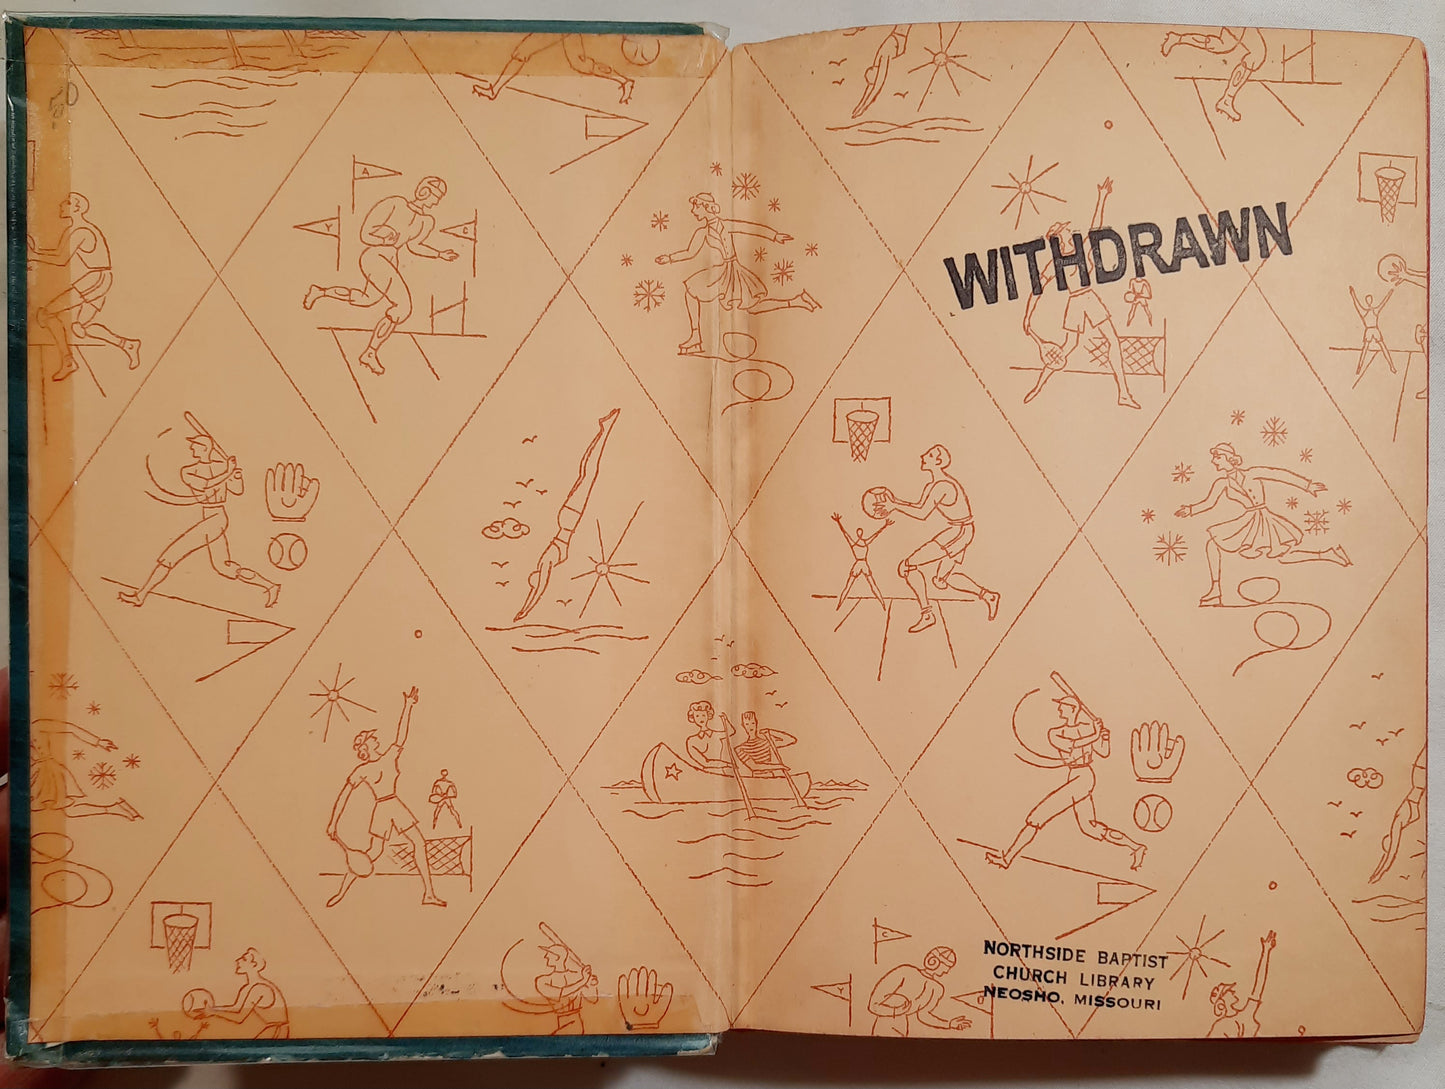 A
Y
C
WITHDRAWN
C
Y
NORTHSIDE BAPTIST
CHURCH LIBRARY
NEOSHO, MISSOURI